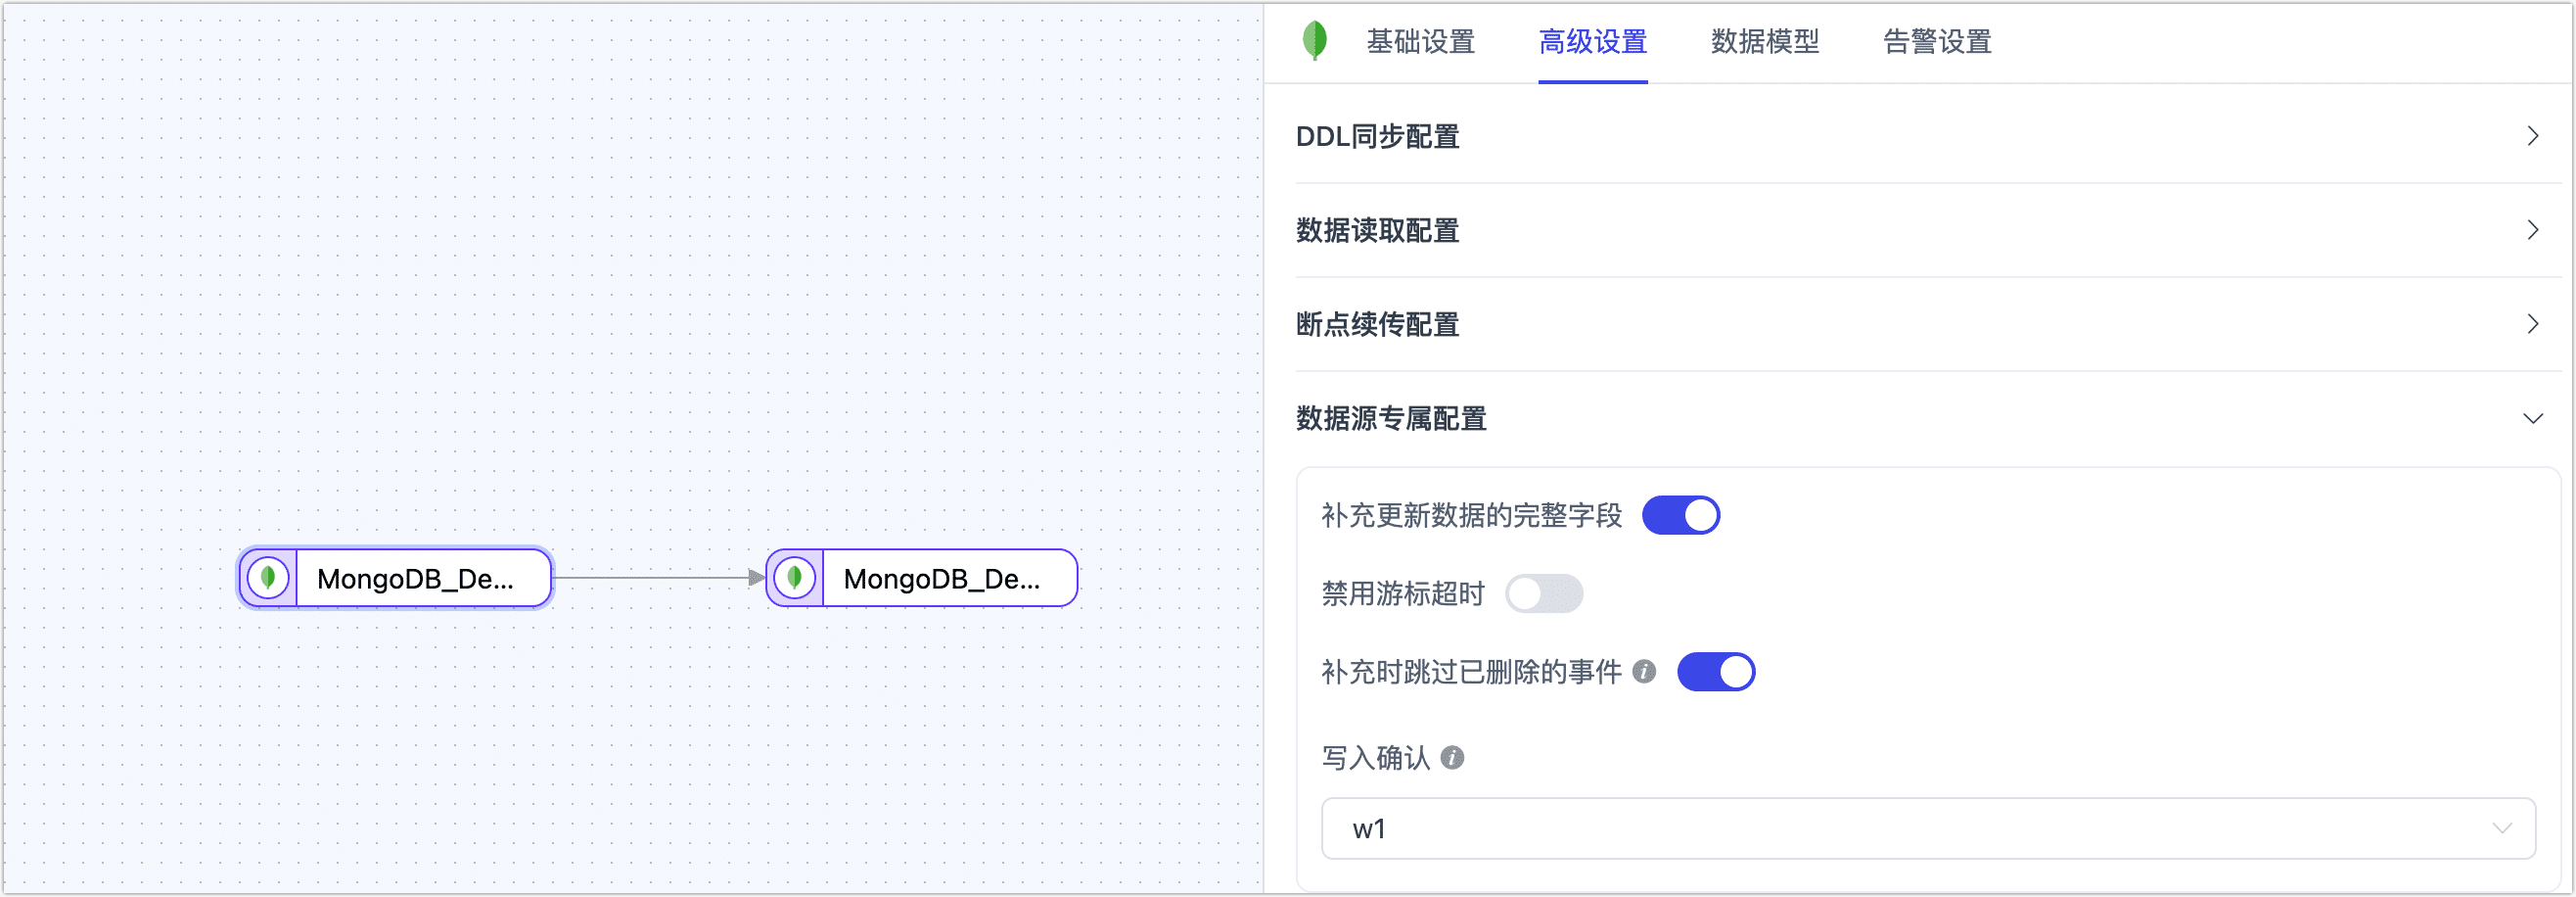 基础设置 高级设置 数据模型 告警设置
DDL同步配置
数据读取配置
断点续传配置
数据源专属配置
补充更新数据的完整字段
禁用游标超时
补充时跳过已删除的事件
写入确认
w1
MongoDB_De... MongoDB_De...